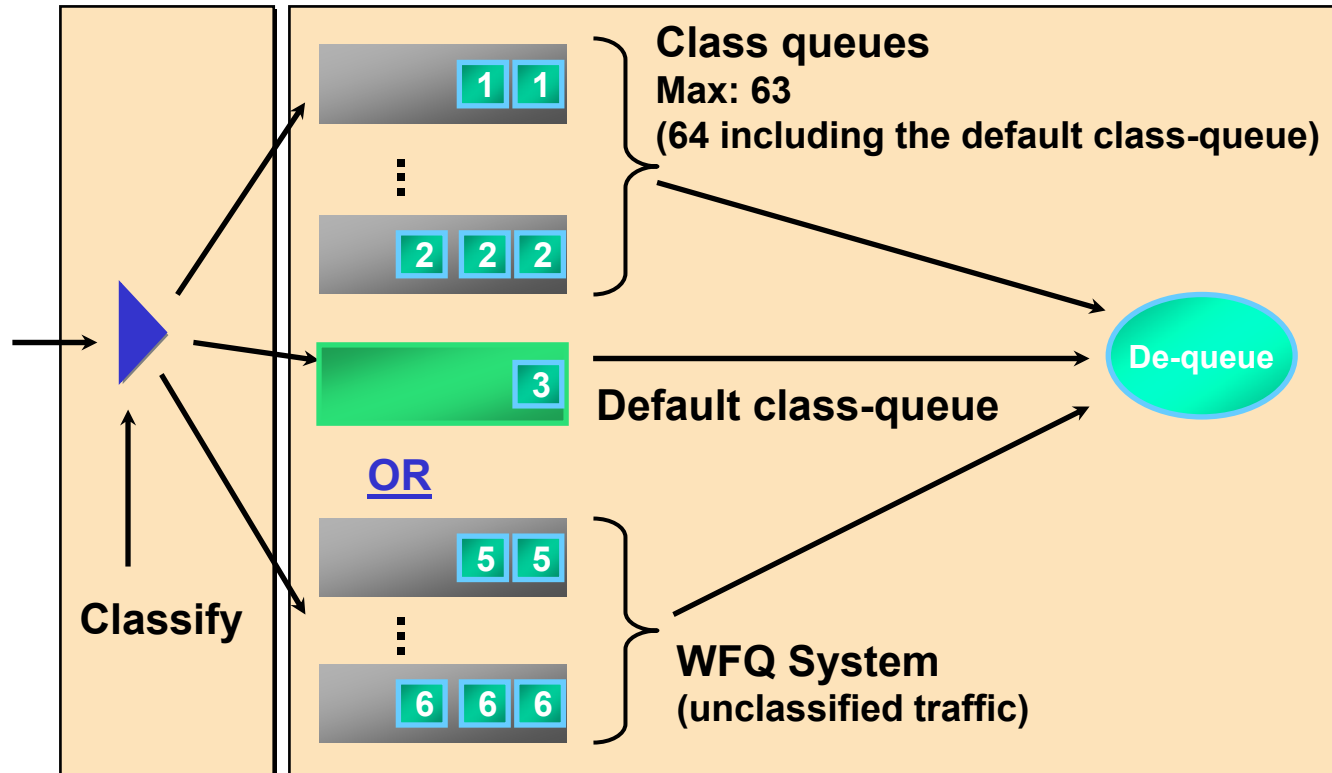 Class queues
Max: 63
(64 including the default class-queue)
1 1
2 2 2
3
Default class-queue
De-queue
OR
5 5
Classify
WFQ System
(unclassified traffic)
6 6 6